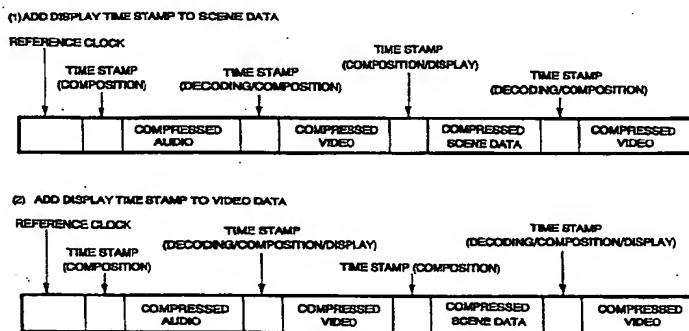 (1)ADD DISPLAY TIME STAMP TO SCENE DATA
REFERENCE CLOCK
TIME STAMP
(COMPOSITION)
TIME STAMP
(DECODING/COMPOSITION)
TIME STAMP
(COMPOSITION/DISPLAY)
TIME STAMP
(DECODING/COMPOSITION)
COMPRESSED
AUDIO
COMPRESSED
VIDEO
COMPRESSED
SCENE DATA
COMPRESSED
VIDEO
(2) ADD DISPLAY TIME STAMP TO VIDEO DATA
REFERENCE CLOCK
TIME STAMP
(COMPOSITION)
TIME STAMP
(DECODING/COMPOSITION/DISPLAY)
TIME STAMP (COMPOSITION)
TIME STAMP
(DECODING/COMPOSITION/DISPLAY)
COMPRESSED
AUDIO
COMPRESSED
VIDEO
COMPRESSED
SCENE DATA
COMPRESSED
VIDEO